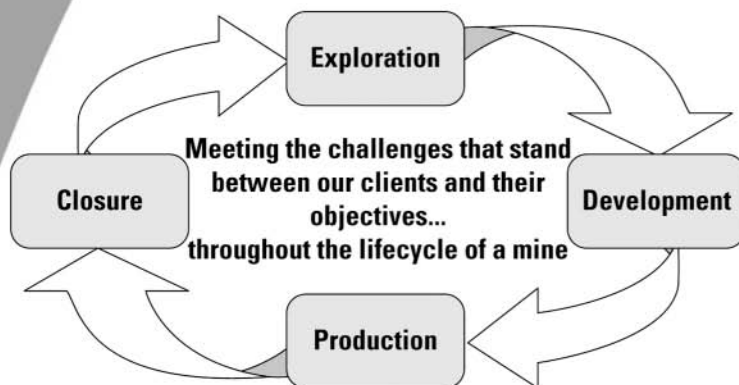 Exploration
Meeting the challenges that stand
between our clients and their
objectives...
throughout the lifecycle of a mine
Closure
Development
Production